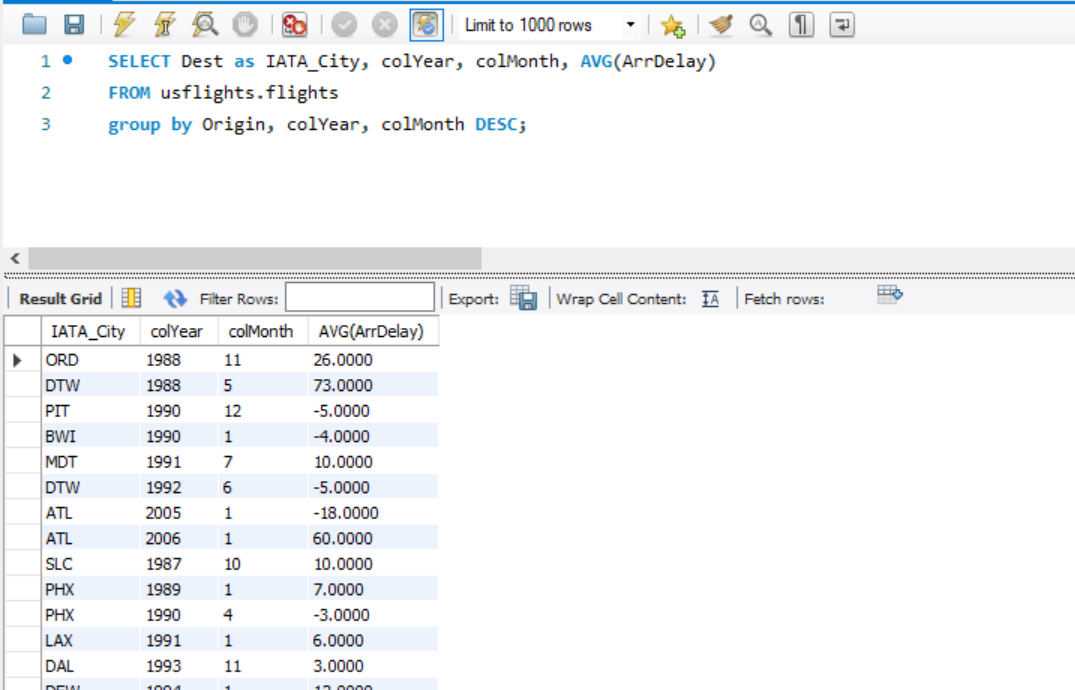 Limit to 1000 rows
1 SELECT Dest as IATA_City, colYear, colMonth, AVG(ArrDelay)
2 FROM usflights.flights
3 group by Origin, colYear, colMonth DESC;
Result Grid Filter Rows: Export: Wrap Cell Content: IA Fetch rows:
IATA_City colYear colMonth AVG(ArrDelay)
ORD 1988 11 26.0000
DTW 1988 5 73.0000
PIT 1990 12 -5.0000
BWI 1990 1 -4.0000
MDT 1991 7 10.0000
DTW 1992 6 -5.0000
ATL 2005 1 -18.0000
ATL 2006 1 60.0000
SLC 1987 10 10.0000
PHX 1989 1 7.0000
PHX 1990 4 -3.0000
LAX 1991 1 6.0000
DAL 1993 11 3.0000